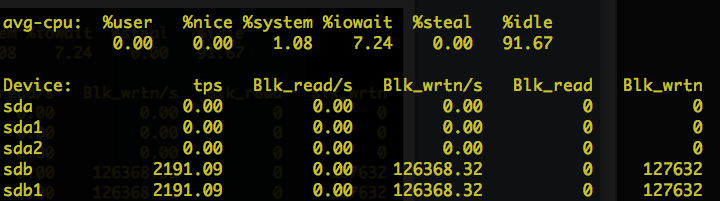 avg-cpu: %user %nice %system %iowait %steal %idle
0.00 0.00 1.08 7.24 0.00 91.67
Device: tps Blk_read/s Blk_wrtn/s Blk_read Blk_wrtn
sda 0.00 0.00 0.00 0 0
sda1 0.00 0.00 0.00 0 0
sda2 0.00 0.00 0.00 0 0
sdb 2191.09 0.00 126368.32 0 127632
sdb1 2191.09 0.00 126368.32 0 127632